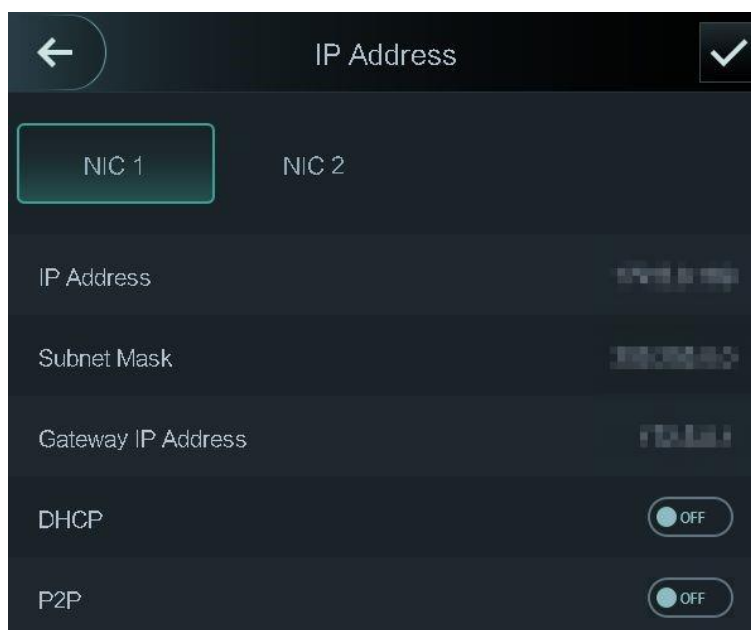 IP Address
NIC 1 NIC 2
IP Address
Subnet Mask
Gateway IP Address
DHCP OFF
P2P OFF